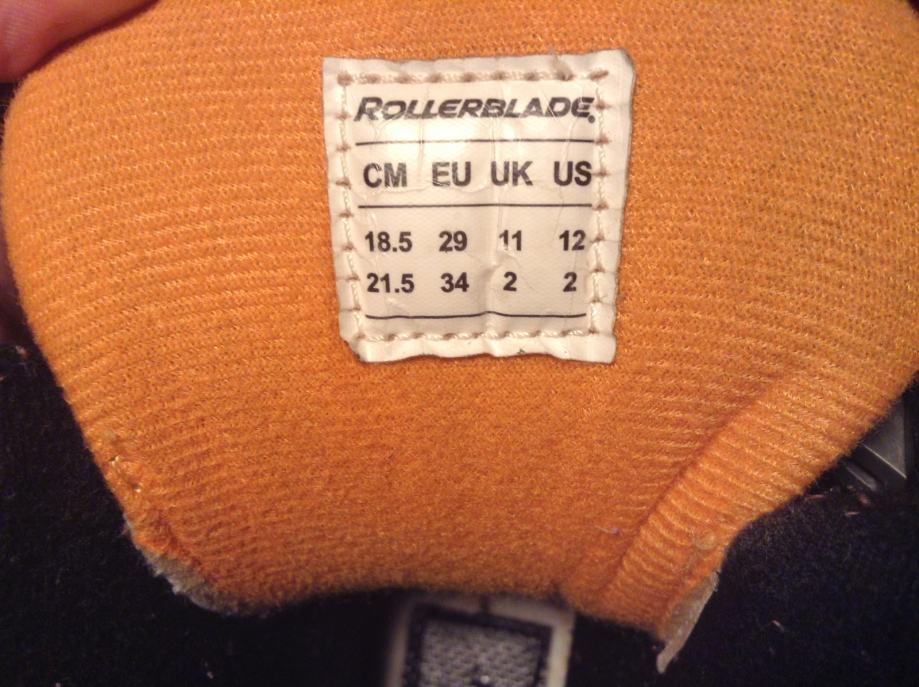 ROLLERBLADE®
CM EU UK US
18.5 29 11 12
21.5 34 2 2